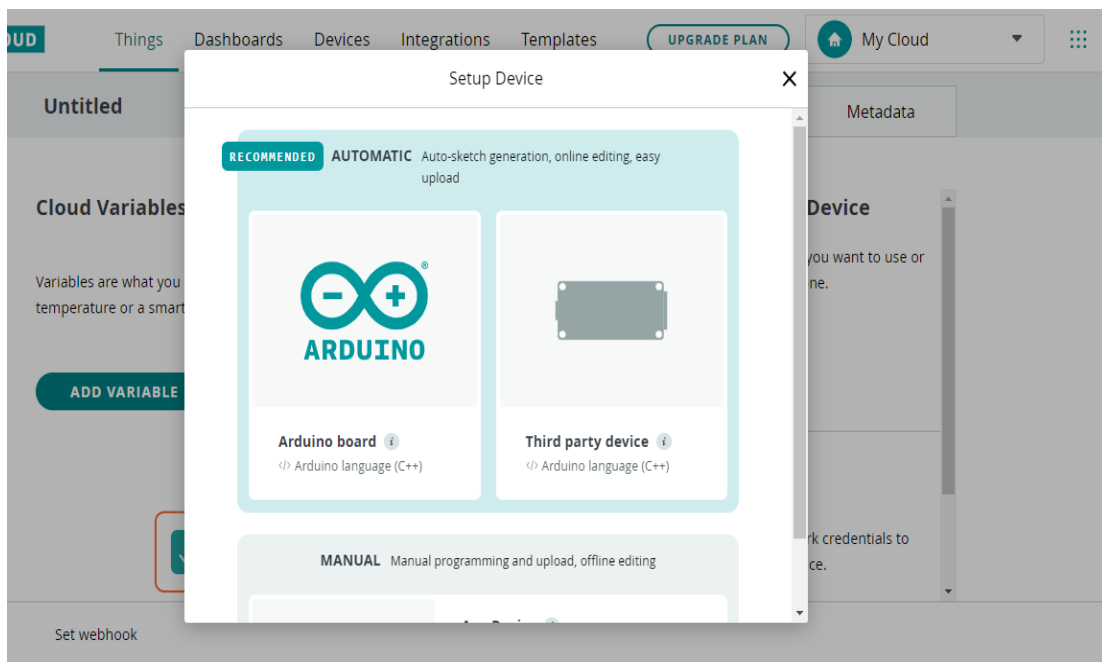 OUD
Things
Dashboards
Devices
Integrations
Templates
UPGRADE PLAN
My Cloud
Setup Device
Untitled
Metadata
RECOMMENDED
AUTOMATIC Auto-sketch generation, online editing, easy
upload
Cloud Variables
Device
Variables are what you
temperature or a smart
you want to use or
ne.
ADD VARIABLE
ARDUINO
®
Arduino board i
</> Arduino language (C++)
Third party device i
</> Arduino language (C++)
rk credentials to
ce.
MANUAL Manual programming and upload, offline editing
Set webhook